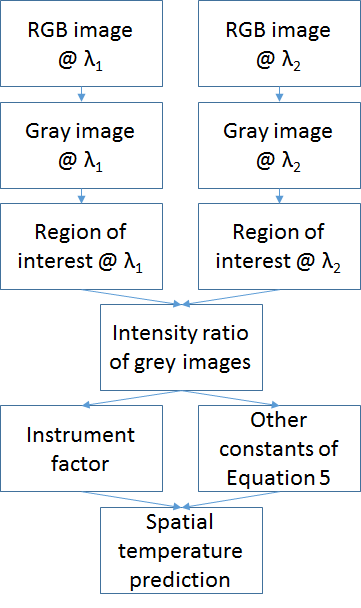 RGB image
@ λ1
RGB image
@ λ2
Gray image
@ λ1
Gray image
@ λ2
Region of
interest @ λ1
Region of
interest @ λ2
Intensity ratio
of grey images
Instrument
factor
Other
constants of
Equation 5
Spatial
temperature
prediction